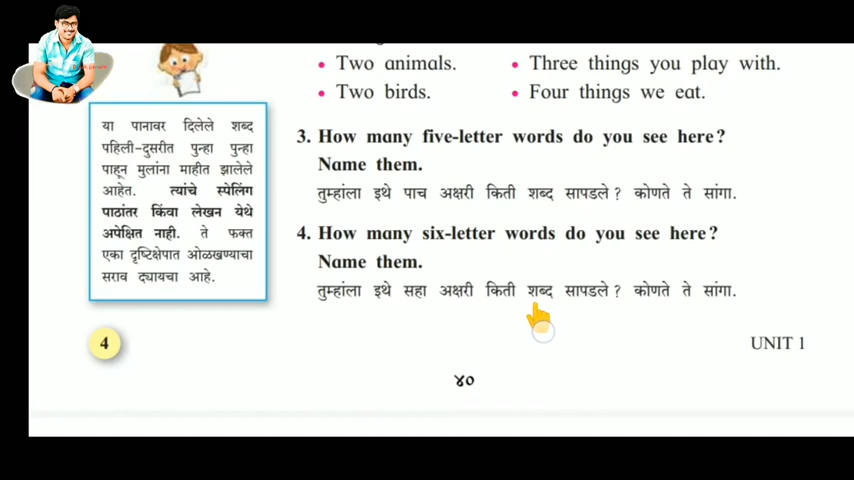 • Two animals.
• Three things you play with.
• Two birds.
• Four things we eat.
या पानावर दिलेले शब्द
पहिली-दुसरीत पुन्हा पुन्हा
पाहून मुलांना माहीत झालेले
आहेत. त्यांचे स्पेलिंग
पाठांतर किंवा लेखन येथे
अपेक्षित नाही. ते फक्त
एका दृष्टिक्षेपात ओळखण्याचा
सराव द्यायचा आहे.
3. How many five-letter words do you see here?
Name them.
तुम्हांला इथे पाच अक्षरी किती शब्द सापडले? कोणते ते सांगा.
4. How many six-letter words do you see here?
Name them.
तुम्हांला इथे सहा अक्षरी किती शब्द सापडले? कोणते ते सांगा.
4
UNIT 1
४०